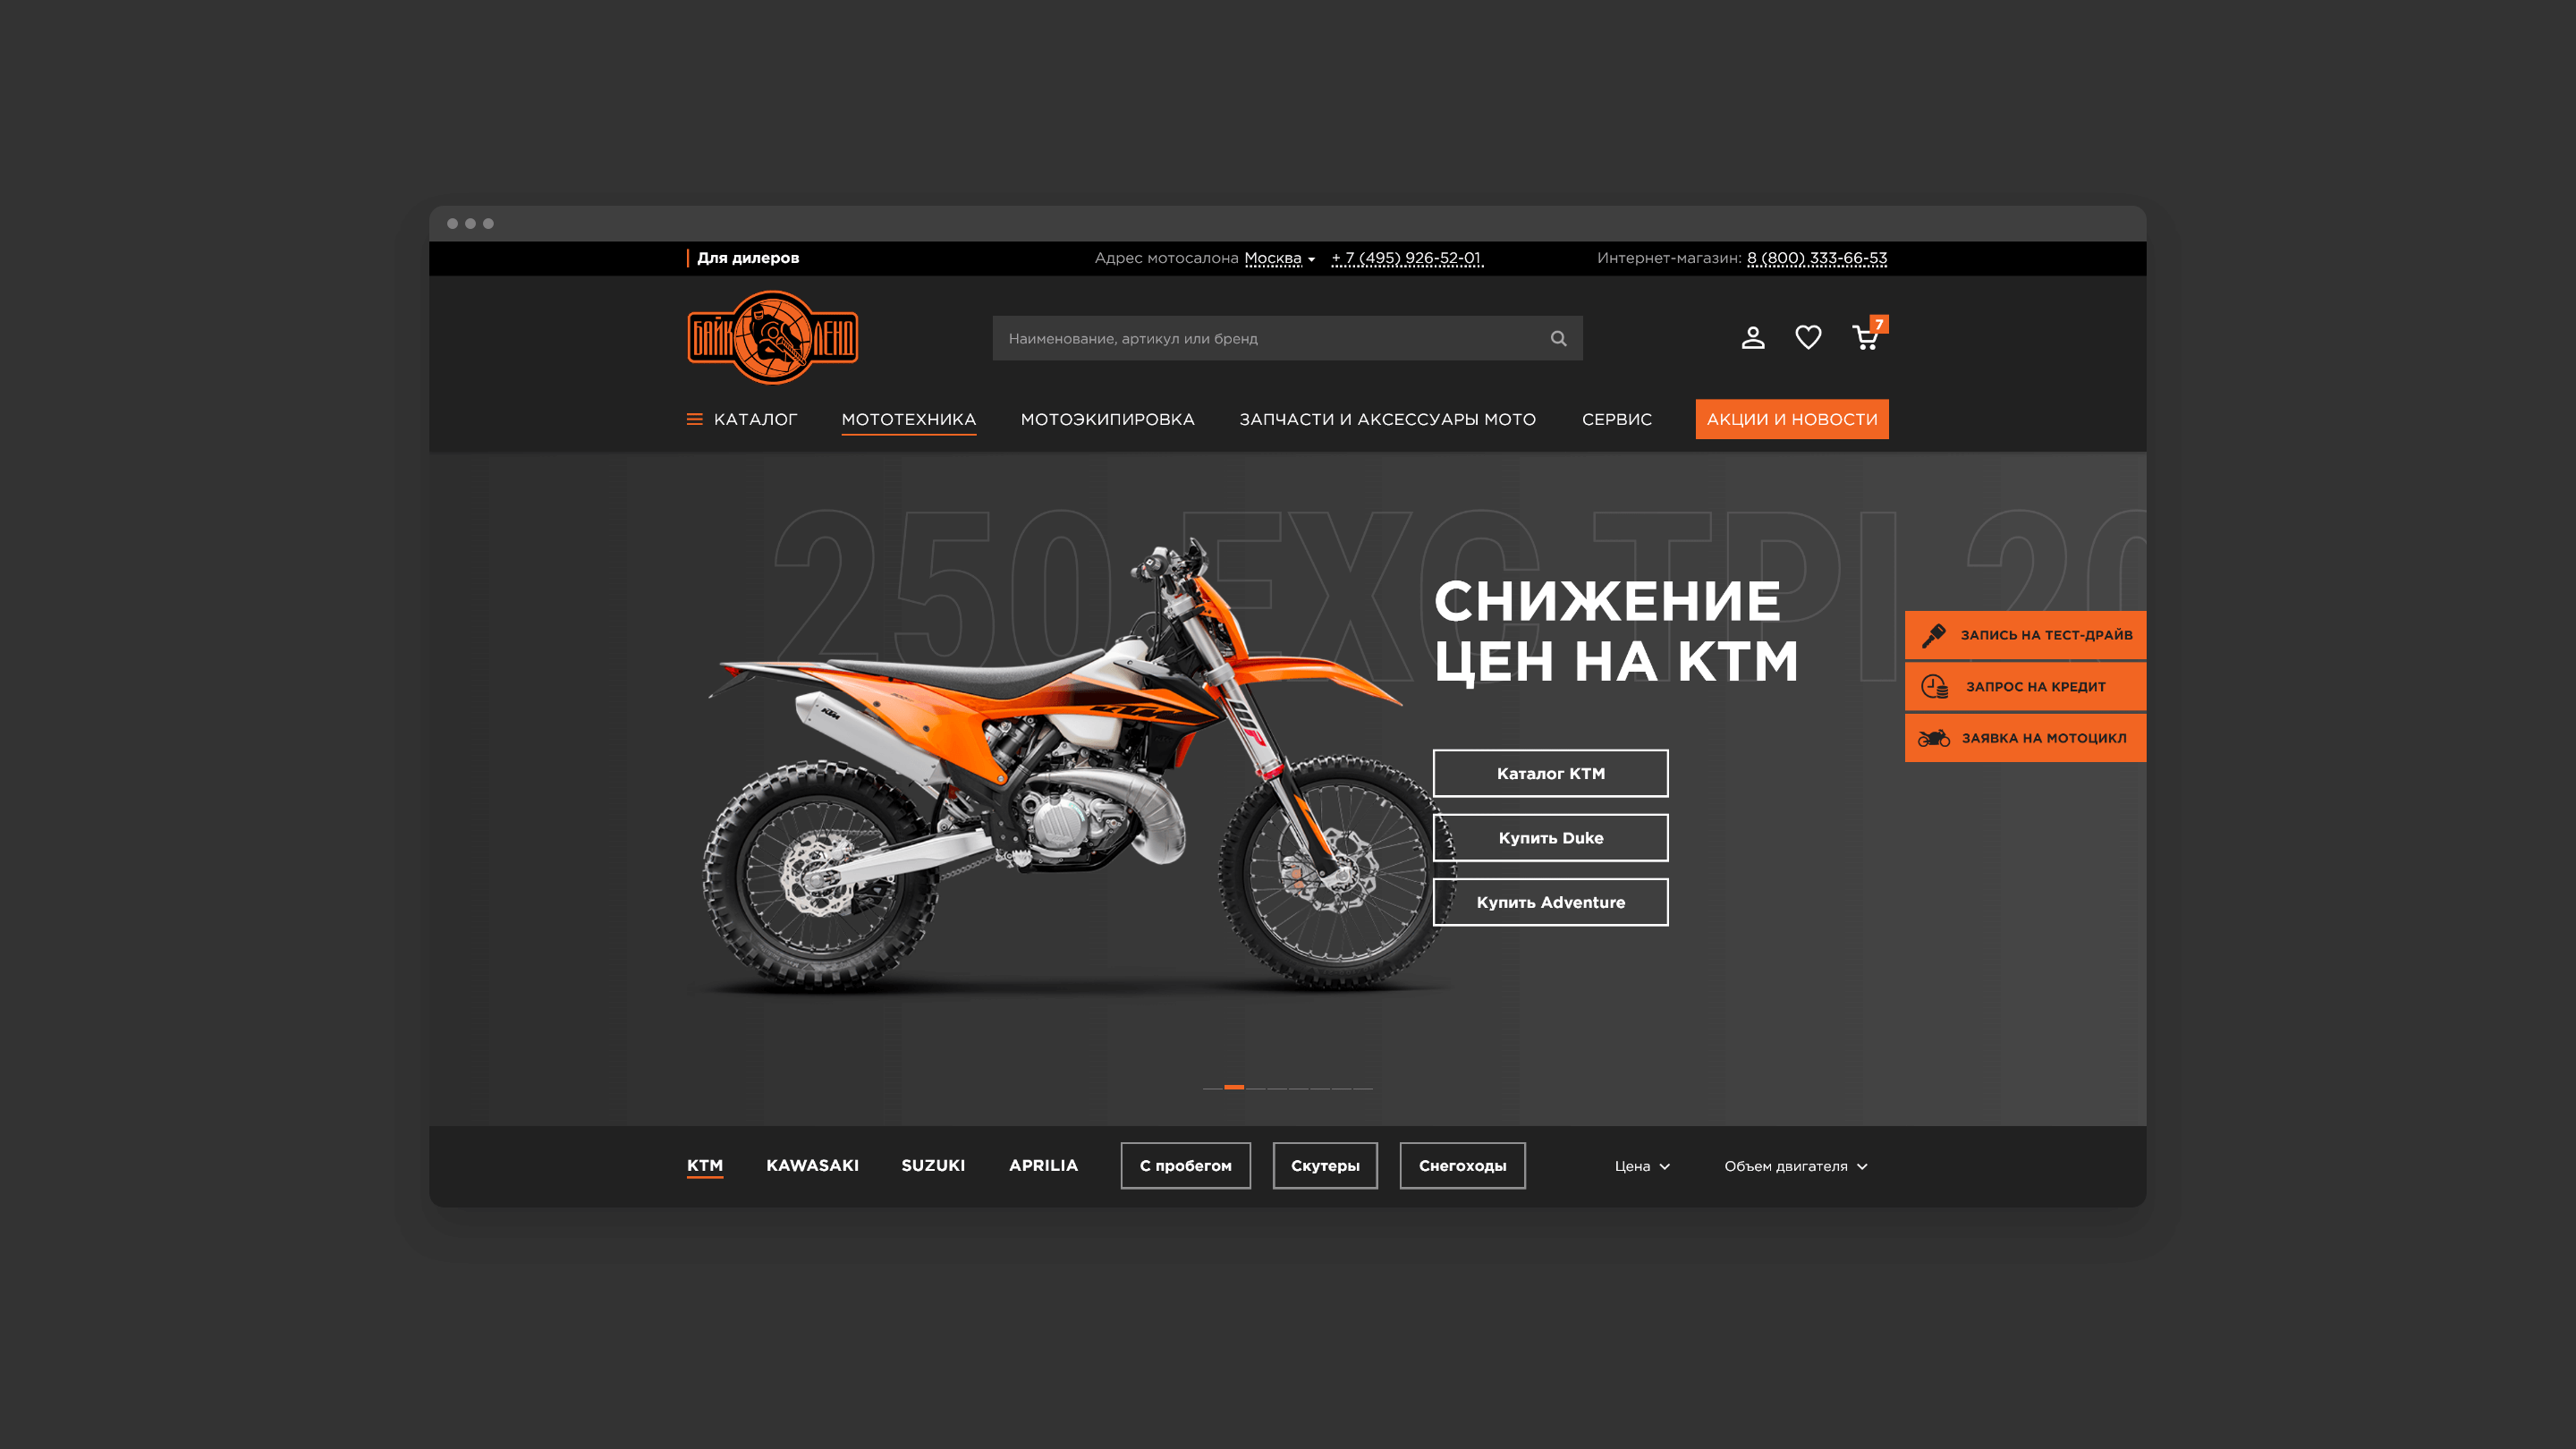 Для дилеров
Адрес мотосалона Москва + 7 (495) 926-52-01
Интернет-магазин: 8 (800) 333-66-53
БАЙК ЛЕНД
Наименование, артикул или бренд
7
КАТАЛОГ
МОТОТЕХНИКА
МОТОЭКИПИРОВКА
ЗАПЧАСТИ И АКСЕССУАРЫ МОТО
СЕРВИС
АКЦИИ И НОВОСТИ
250 EXC TPI 20
СНИЖЕНИЕ
ЦЕН НА KTM
KTM
KTM
Каталог KTM
Купить Duke
Купить Adventure
ЗАПИСЬ НА ТЕСТ-ДРАЙВ
ЗАПРОС НА КРЕДИТ
ЗАЯВКА НА МОТОЦИКЛ
KTM
KAWASAKI
SUZUKI
APRILIA
С пробегом
Скутеры
Снегоходы
Цена
Объем двигателя